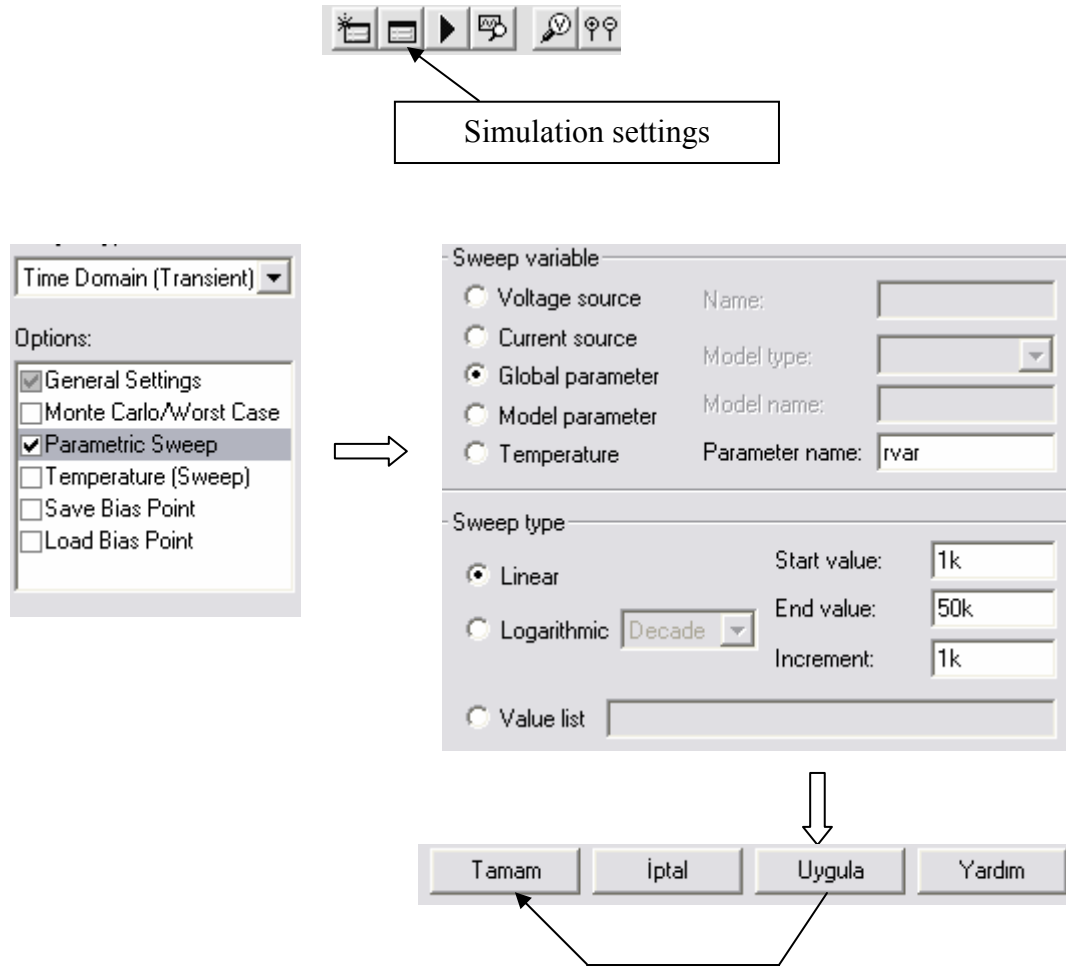 Simulation settings
Time Domain (Transient)
Options:
General Settings
Monte Carlo/Worst Case
Parametric Sweep
Temperature (Sweep)
Save Bias Point
Load Bias Point
Sweep variable
Voltage source
Name:
Current source
Model type:
Global parameter
Model name:
Model parameter
Temperature
Parameter name: rvar
Sweep type
Linear
Start value: 1k
End value: 50k
Logarithmic Decade
Increment: 1k
Value list
Tamam İptal Uygula Yardım